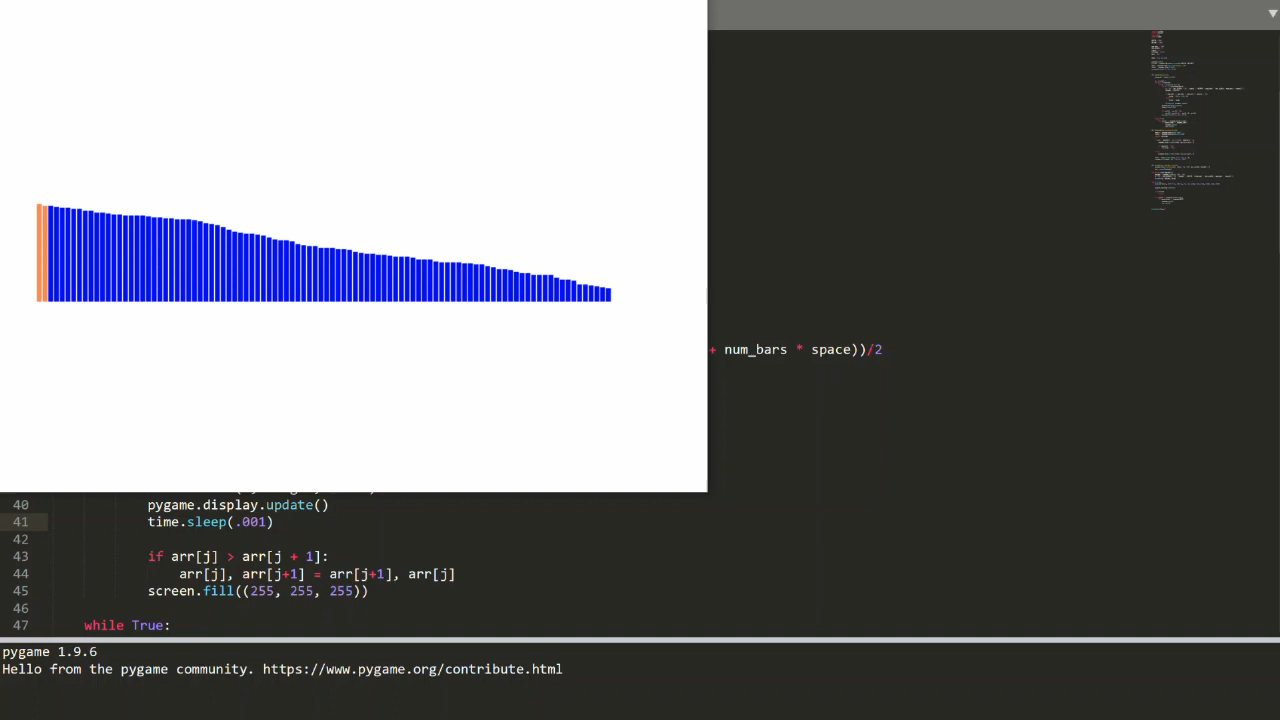 + num_bars * space))/2
40 pygame.display.update()
41 time.sleep(.001)
42
43 if arr[j] > arr[j + 1]:
44 arr[j], arr[j+1] = arr[j+1], arr[j]
45 screen.fill((255, 255, 255))
46
47 while True:
pygame 1.9.6
Hello from the pygame community. https://www.pygame.org/contribute.html